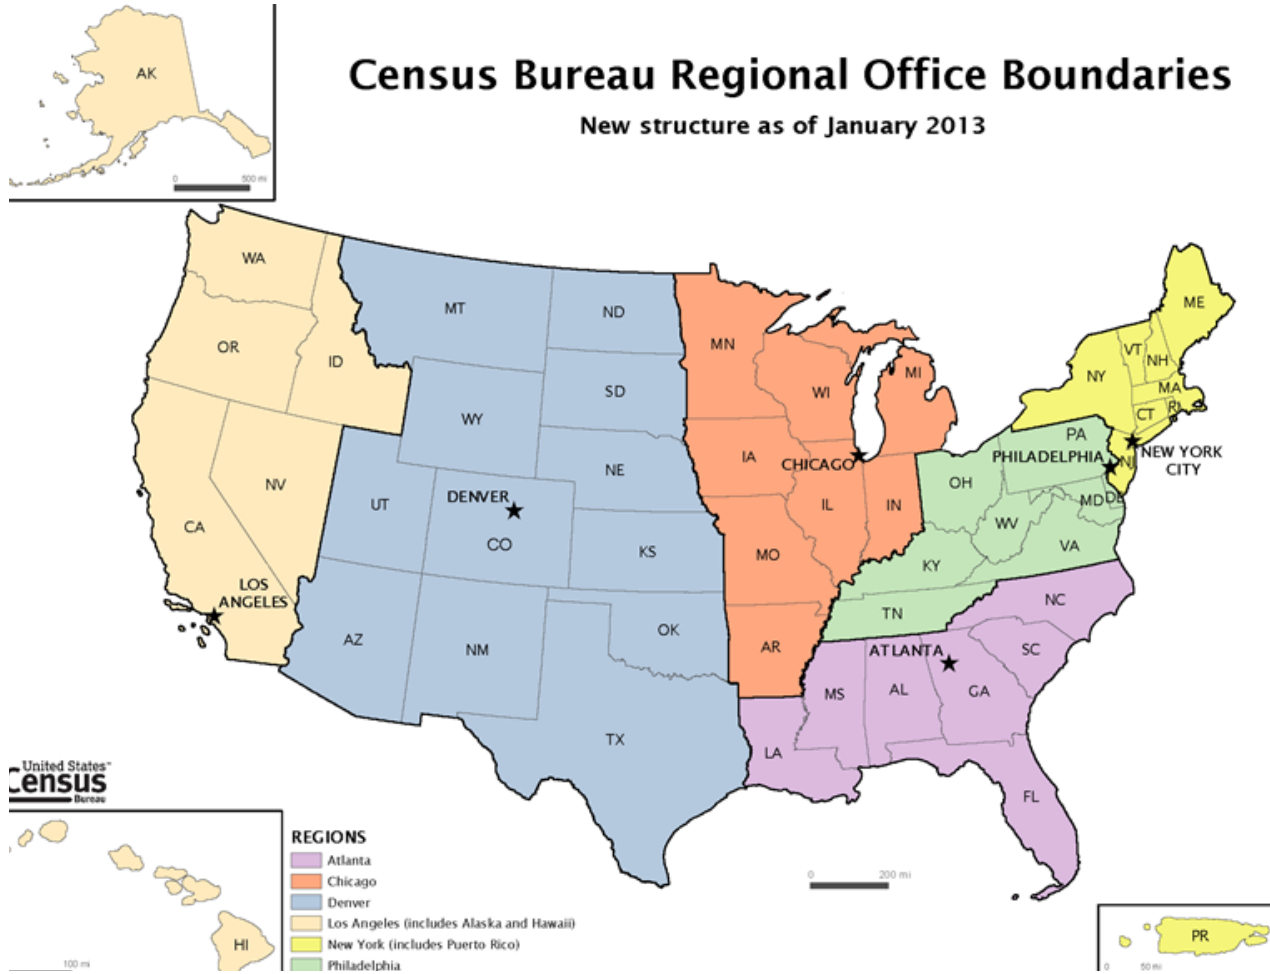 AK
0 500 mi
Census Bureau Regional Office Boundaries
New structure as of January 2013
WA
OR
ID
MT
ND
MN
SD
WY
WI
MI
ME
VT
NH
NY
MA
CT
RI
NV
CA
UT
DENVER
CO
NE
KS
IA
CHICAGO
IL
IN
MO
OH
PA
PHILADELPHIA
NJ
NEW YORK
CITY
MD
DE
WV
VA
KY
LOS
ANGELES
AZ
NM
OK
AR
TN
NC
ATLANTA
SC
MS
AL
GA
TX
LA
FL
United States™
Census
Bureau
HI
100 mi
REGIONS
Atlanta
Chicago
Denver
Los Angeles (includes Alaska and Hawaii)
New York (includes Puerto Rico)
Philadelphia
0 200 mi
PR
0 50 mi